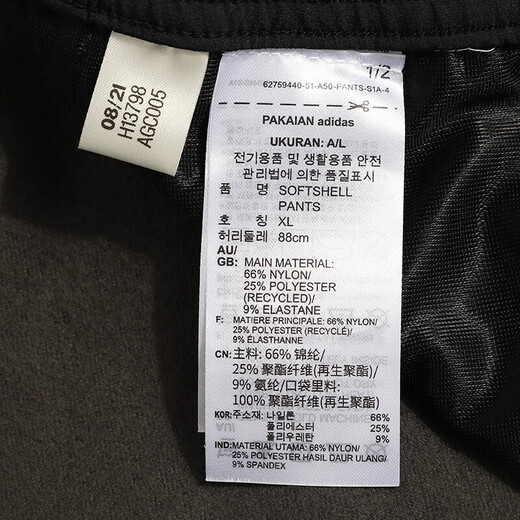 08/21
H13798
AGC005
1/2
62759440-51-A50-PANTS-S1A-4
PAKAIAN adidas
UKURAN: A/L
전기용품 및 생활용품 안전
관리법에 의한 품질표시
품 명 SOFTSHELL
PANTS
호 칭 XL
허리둘레 88cm
AU/
GB: MAIN MATERIAL:
66% NYLON/
25% POLYESTER
(RECYCLED)/
9% ELASTANE
F: MATIERE PRINCIPALE: 66% NYLON/
25% POLYESTER (RECYCLÉ)/
9% ÉLASTHANNE
CN:主料: 66% 锦纶/
25% 聚酯纤维(再生聚酯)/
9% 氨纶/口袋里料:
100% 聚酯纤维(再生聚酯)
KOR:주소재: 나일론 66%
폴리에스터 25%
폴리우레탄 9%
IND:MATERIAL UTAMA: 66% NYLON/
25% POLYESTER HASIL DAUR ULANG/
9% SPANDEX